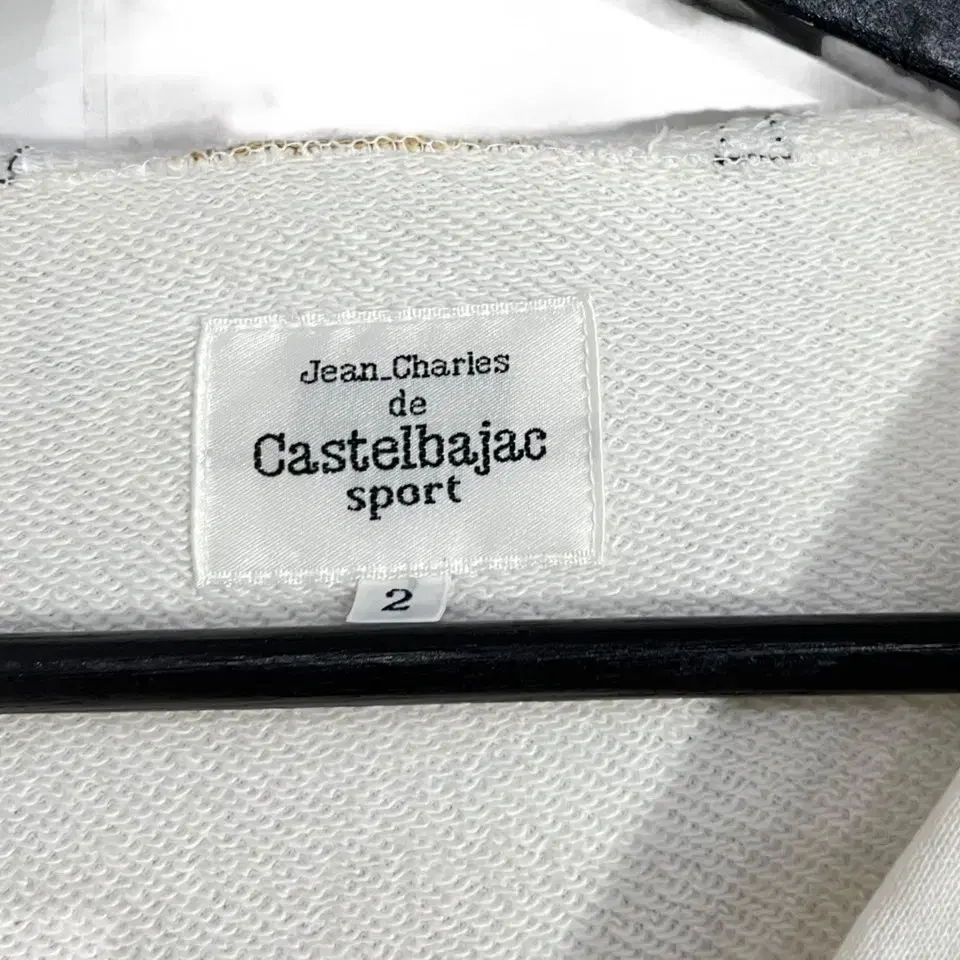 Jean_Charles
de
Castelbajac
sport
2